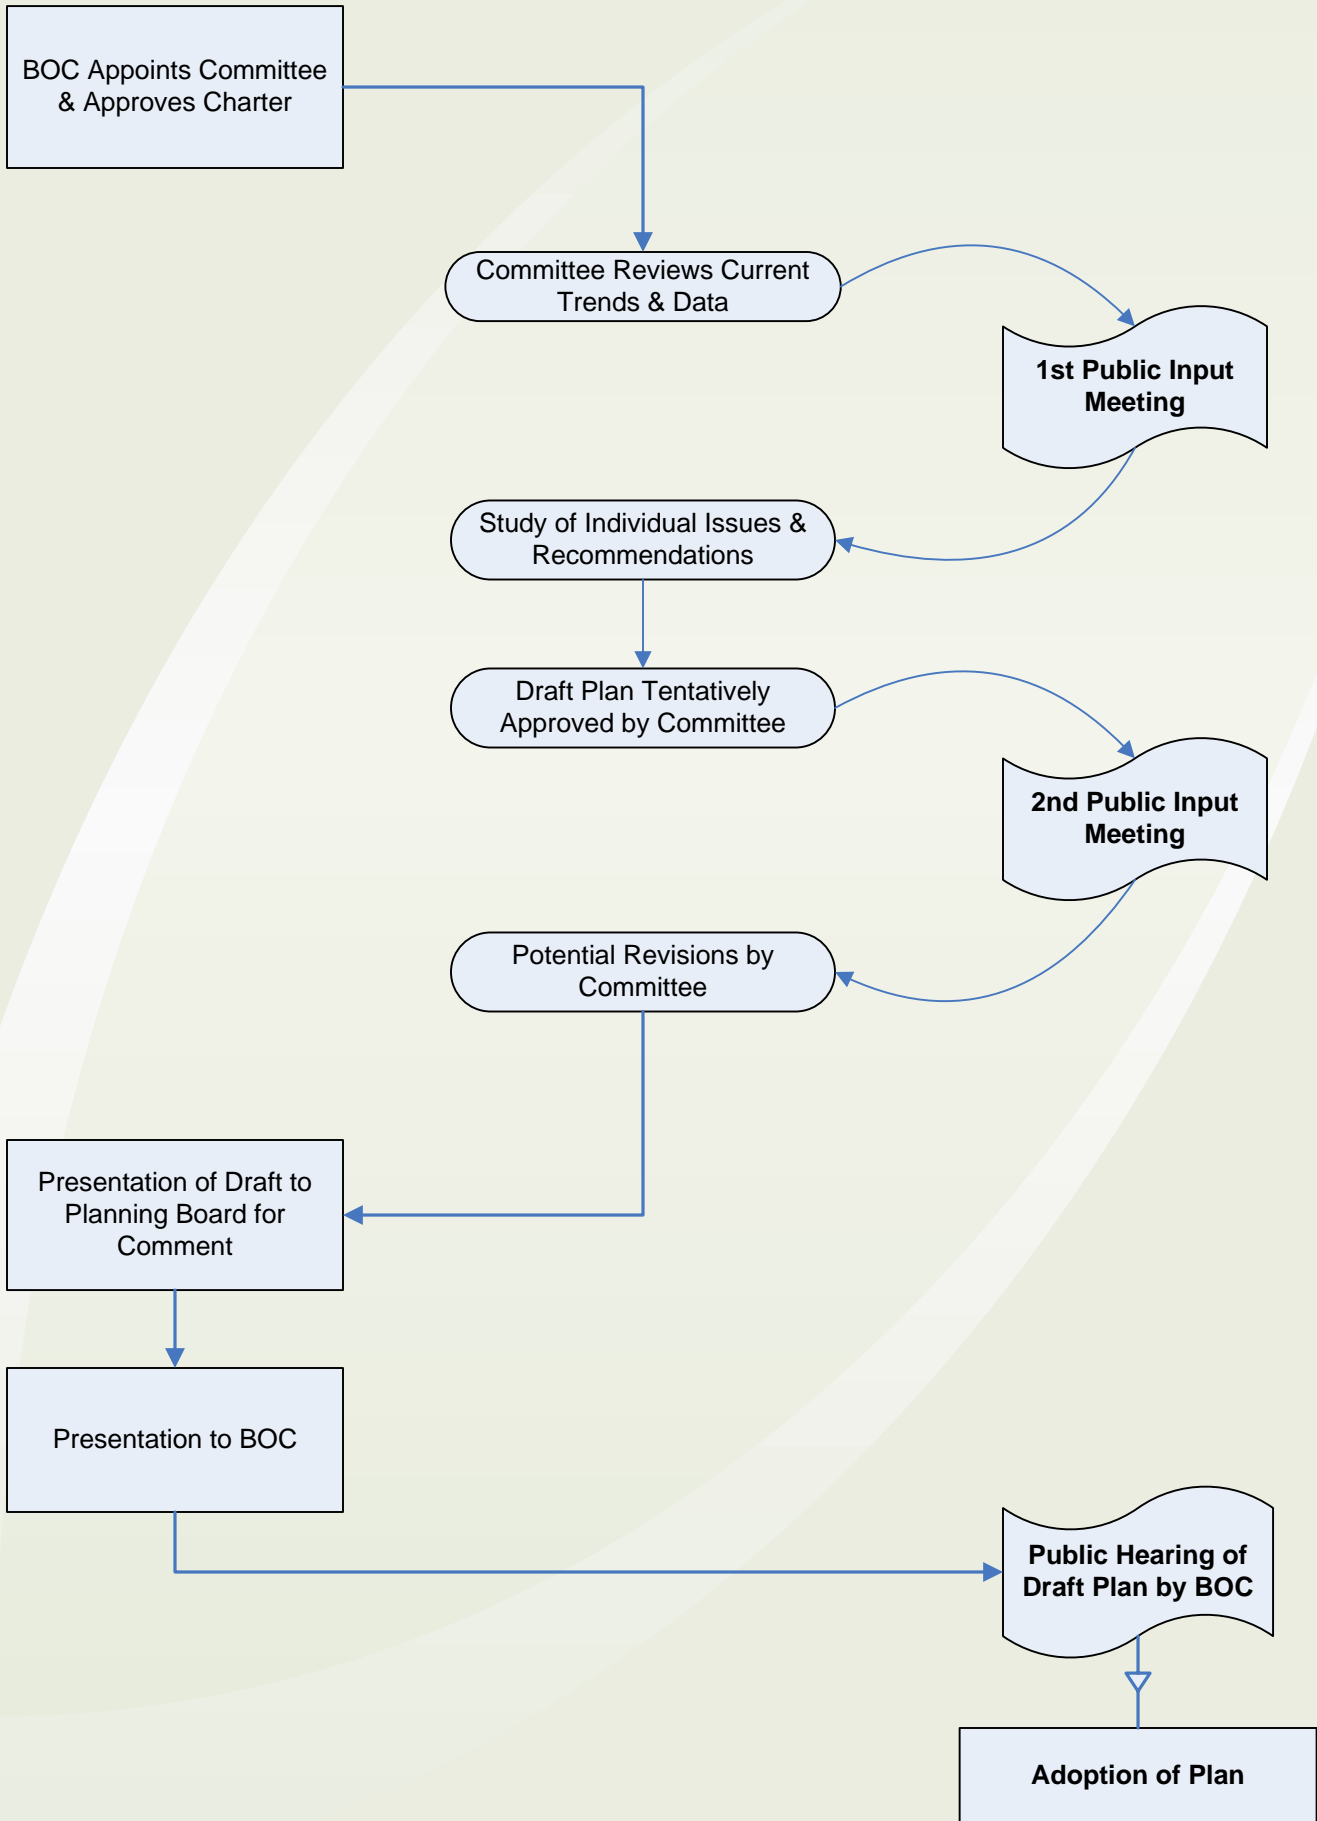 BOC Appoints Committee
& Approves Charter
Committee Reviews Current
Trends & Data
1st Public Input
Meeting
Study of Individual Issues &
Recommendations
Draft Plan Tentatively
Approved by Committee
2nd Public Input
Meeting
Potential Revisions by
Committee
Presentation of Draft to
Planning Board for
Comment
Presentation to BOC
Public Hearing of
Draft Plan by BOC
Adoption of Plan